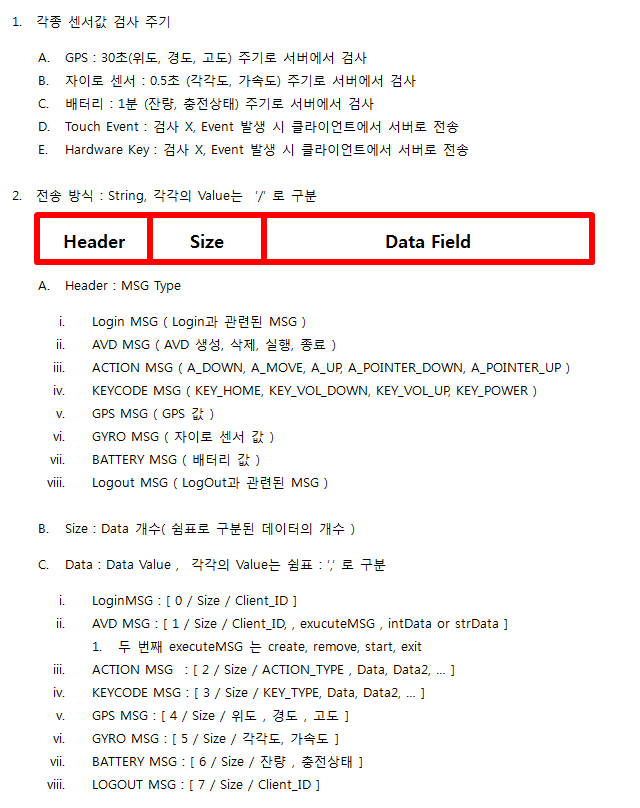 1. 각종 센서값 검사 주기
A. GPS : 30초(위도, 경도, 고도) 주기로 서버에서 검사
B. 자이로 센서 : 0.5초 (각각도, 가속도) 주기로 서버에서 검사
C. 배터리 : 1분 (잔량, 충전상태) 주기로 서버에서 검사
D. Touch Event : 검사 X, Event 발생 시 클라이언트에서 서버로 전송
E. Hardware Key : 검사 X, Event 발생 시 클라이언트에서 서버로 전송
2. 전송 방식 : String, 각각의 Value는 '/' 로 구분
Header Size Data Field
A. Header : MSG Type
i. Login MSG ( Login과 관련된 MSG )
ii. AVD MSG ( AVD 생성, 삭제, 실행, 종료 )
iii. ACTION MSG ( A_DOWN, A_MOVE, A_UP, A_POINTER_DOWN, A_POINTER_UP )
iv. KEYCODE MSG ( KEY_HOME, KEY_VOL_DOWN, KEY_VOL_UP, KEY_POWER )
v. GPS MSG ( GPS 값 )
vi. GYRO MSG ( 자이로 센서 값 )
vii. BATTERY MSG ( 배터리 값 )
viii. Logout MSG ( LogOut과 관련된 MSG )
B. Size : Data 개수( 쉼표로 구분된 데이터의 개수 )
C. Data : Data Value , 각각의 Value는 쉼표 : ',' 로 구분
i. LoginMSG : [ 0 / Size / Client_ID ]
ii. AVD MSG : [ 1 / Size / Client_ID, , exucuteMSG , intData or strData ]
1. 두 번째 executeMSG 는 create, remove, start, exit
iii. ACTION MSG : [ 2 / Size / ACTION_TYPE , Data, Data2, ... ]
iv. KEYCODE MSG : [ 3 / Size / KEY_TYPE, Data, Data2, ... ]
v. GPS MSG : [ 4 / Size / 위도 , 경도 , 고도 ]
vi. GYRO MSG : [ 5 / Size / 각각도, 가속도 ]
vii. BATTERY MSG : [ 6 / Size / 잔량 , 충전상태 ]
viii. LOGOUT MSG : [ 7 / Size / Client_ID ]